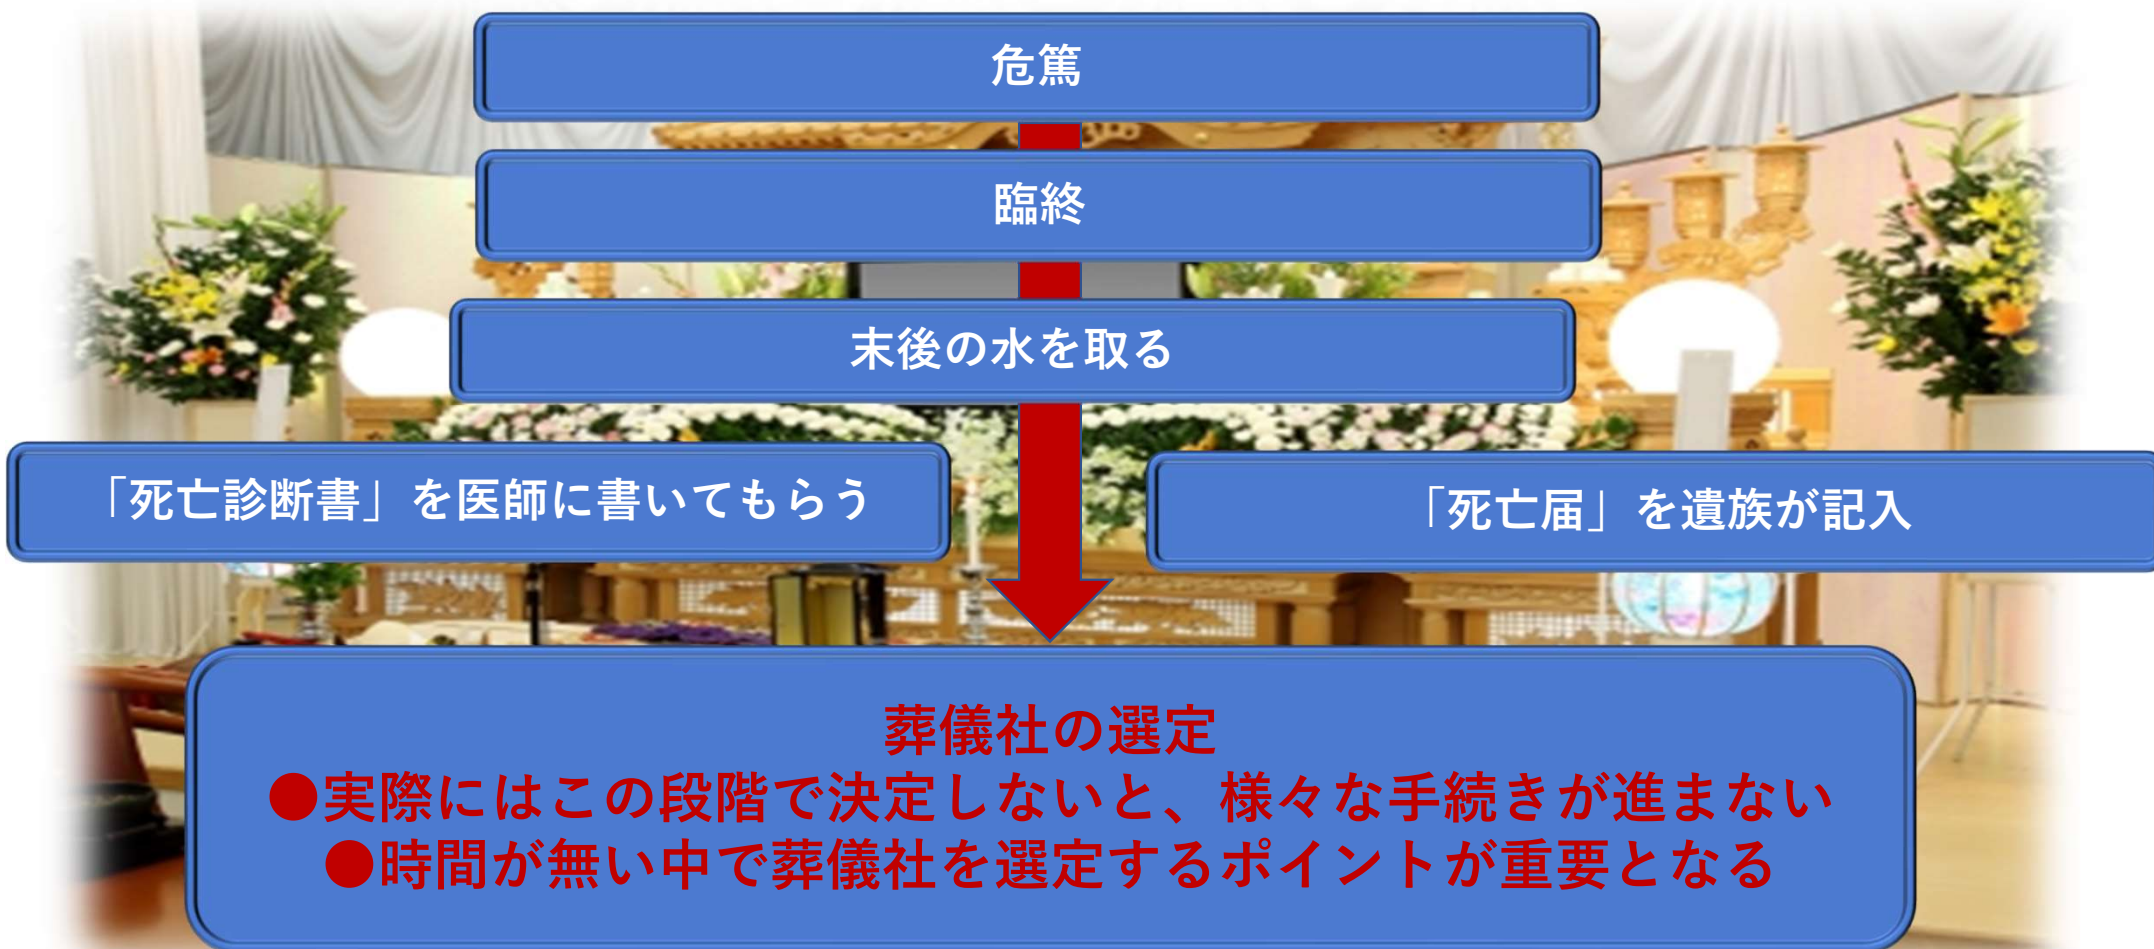 危篤
臨終
末後の水を取る
「死亡診断書」を医師に書いてもらう
「死亡届」を遺族が記入
葬儀社の選定
●実際にはこの段階で決定しないと、様々な手続きが進まない
●時間が無い中で葬儀社を選定するポイントが重要となる